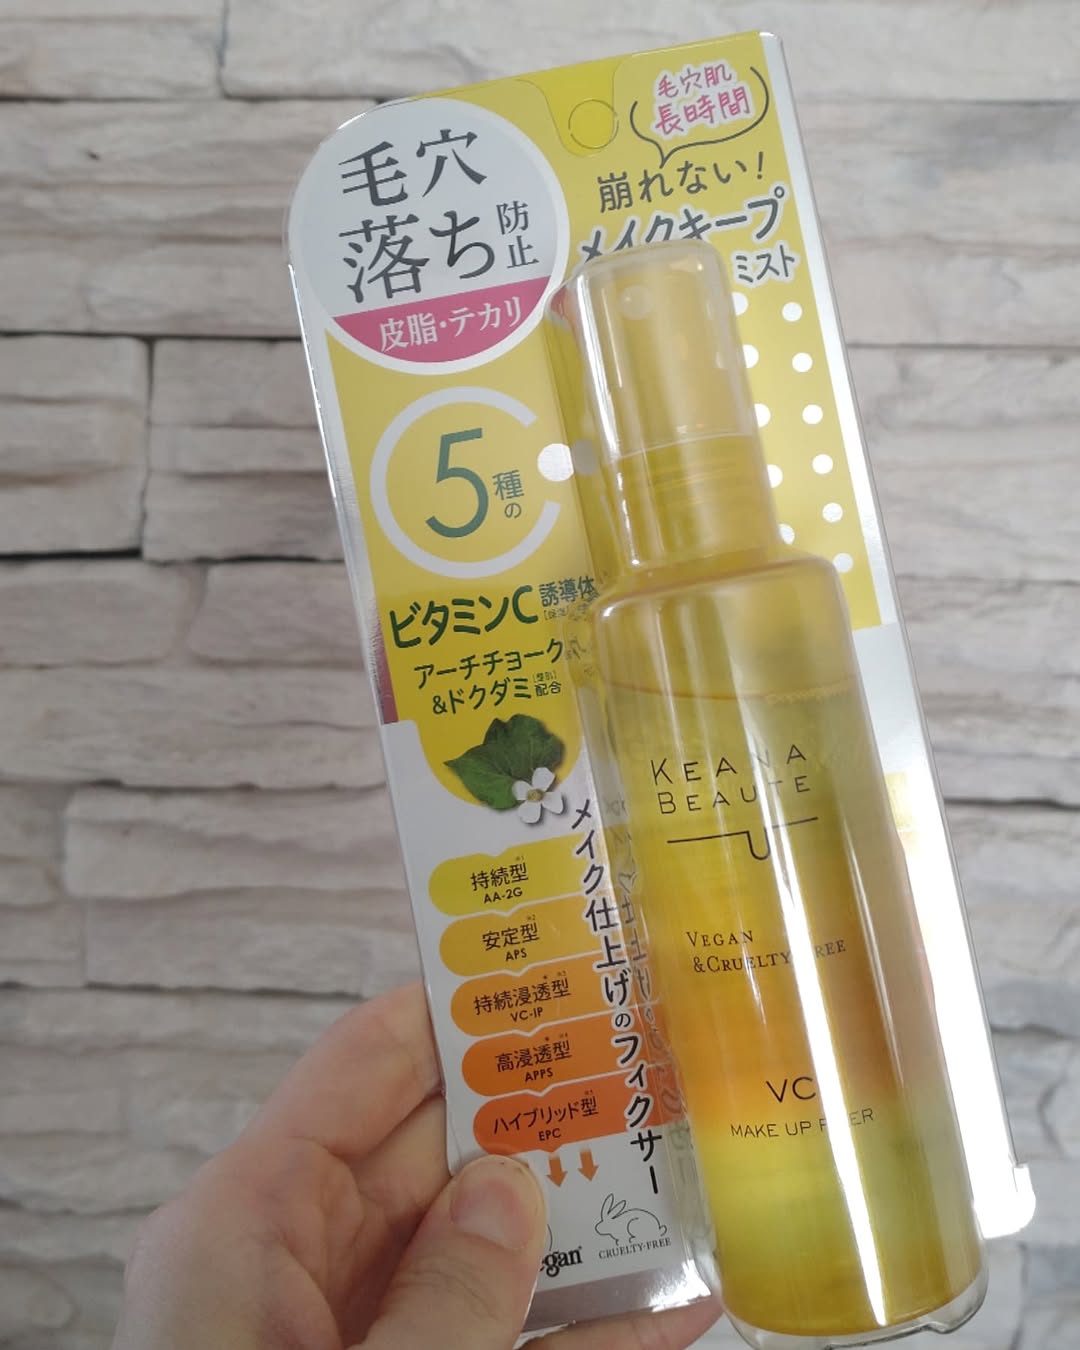 毛穴
落ち防止
皮脂・テカリ
毛穴肌
長時間
崩れない!
メイクキープ
ミスト
5種の
ビタミンC誘導体
アーチチョーク
&ドクダミ[整肌]配合
持続型
AA-2G
安定型
APS
持続浸透型
VC-IP
高浸透型
APPS
ハイブリッド型
EPC
メイク仕上げのフィクサー
CRUELTY-FREE
KEANA
BEAUTE
VEGAN
&CRUELTY FREE
VC
MAKE UP